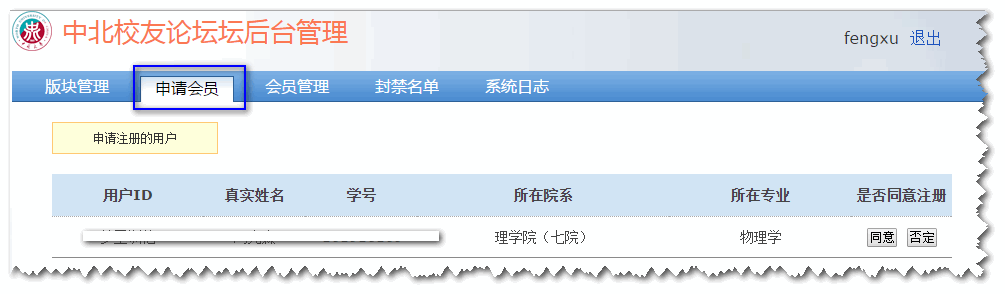 中北校友论坛坛后台管理
fengxu 退出
版块管理 申请会员 会员管理 封禁名单 系统日志
申请注册的用户
用户ID 真实姓名 学号 所在院系 所在专业 是否同意注册
理学院（七院） 物理学 同意 否定